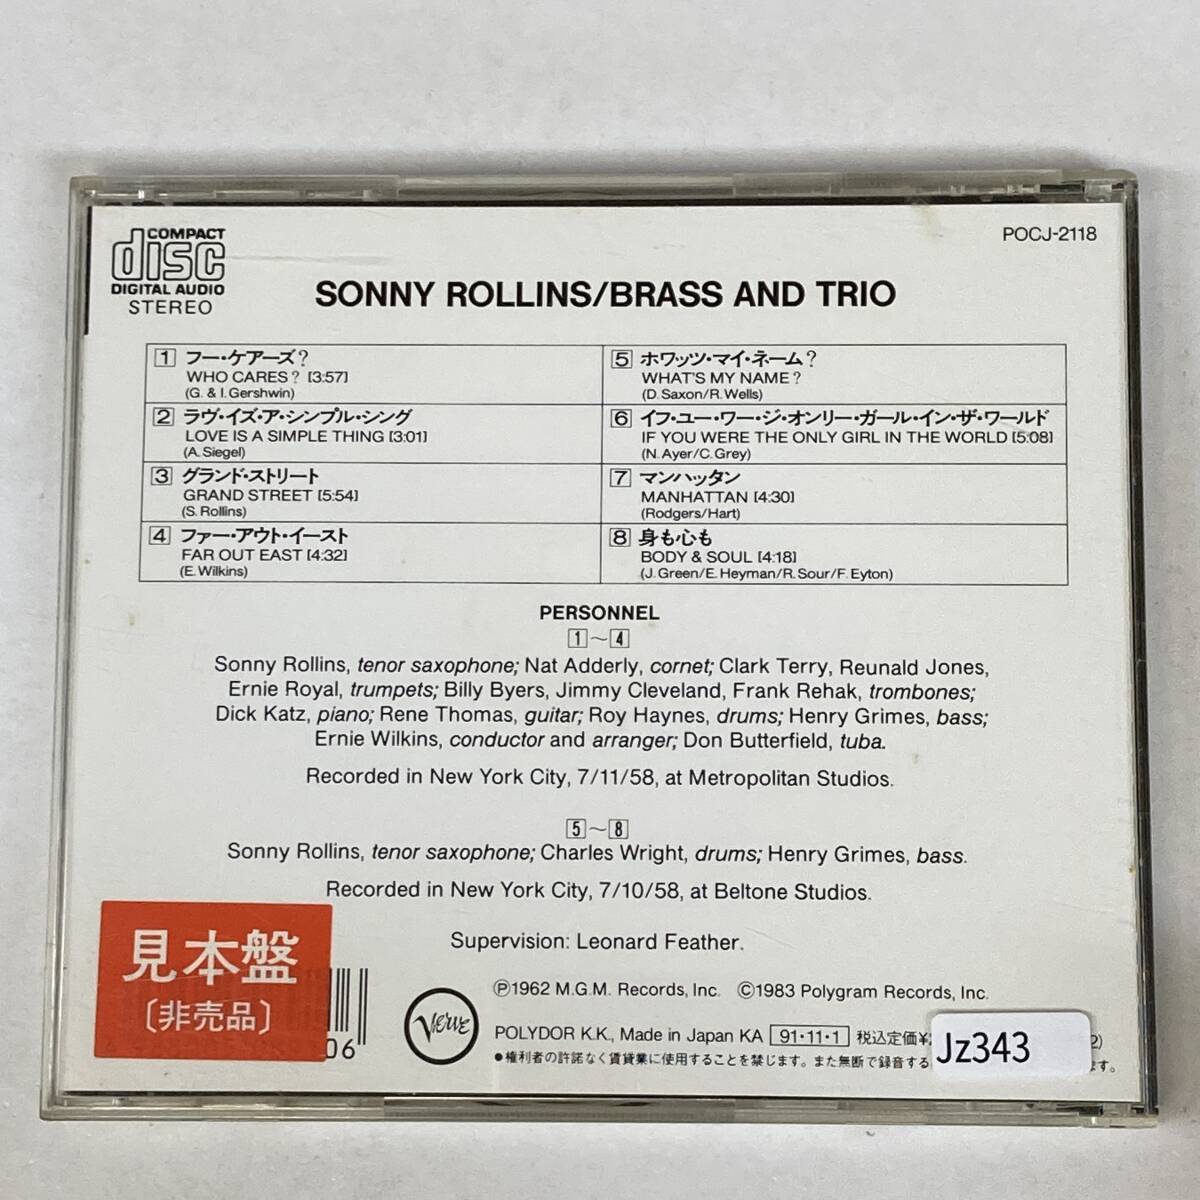 COMPACT
disc
DIGITAL AUDIO
STEREO
POCJ-2118
SONNY ROLLINS/BRASS AND TRIO
1 フー・ケアーズ?
WHO CARES? [3:57]
(G. & I. Gershwin)
2 ラヴ・イズ・ア・シンプル・シング
LOVE IS A SIMPLE THING [3:01]
(A. Siegel)
3 グランド・ストリート
GRAND STREET [5:54]
(S. Rollins)
4 ファー・アウト・イースト
FAR OUT EAST [4:32]
(E. Wilkins)
5 ホワッツ・マイ・ネーム?
WHAT'S MY NAME?
(D. Saxon/R. Wells)
6 イフ・ユー・ワー・ジ・オンリー・ガール・イン・ザ・ワールド
IF YOU WERE THE ONLY GIRL IN THE WORLD [5:08]
(N. Ayer/C. Grey)
7 マンハッタン
MANHATTAN [4:30]
(Rodgers/Hart)
8 身も心も
BODY & SOUL [4:18]
(J. Green/E. Heyman/R. Sour/F. Eyton)
PERSONNEL
1~4
Sonny Rollins, tenor saxophone; Nat Adderly, cornet; Clark Terry, Reunald Jones,
Ernie Royal, trumpets; Billy Byers, Jimmy Cleveland, Frank Rehak, trombones;
Dick Katz, piano; Rene Thomas, guitar; Roy Haynes, drums; Henry Grimes, bass;
Ernie Wilkins, conductor and arranger; Don Butterfield, tuba.
Recorded in New York City, 7/11/58, at Metropolitan Studios.
5~8
Sonny Rollins, tenor saxophone; Charles Wright, drums; Henry Grimes, bass.
Recorded in New York City, 7/10/58, at Beltone Studios.
Supervision: Leonard Feather.
見本盤
〔非売品〕
06
Verve
Ⓟ1962 M.G.M. Records, Inc. ©1983 Polygram Records, Inc.
POLYDOR K.K., Made in Japan KA 91・11・1 税込定価¥2
●権利者の許諾なく賃貸業に使用することを禁じます。また無断で録音する ます。
Jz343